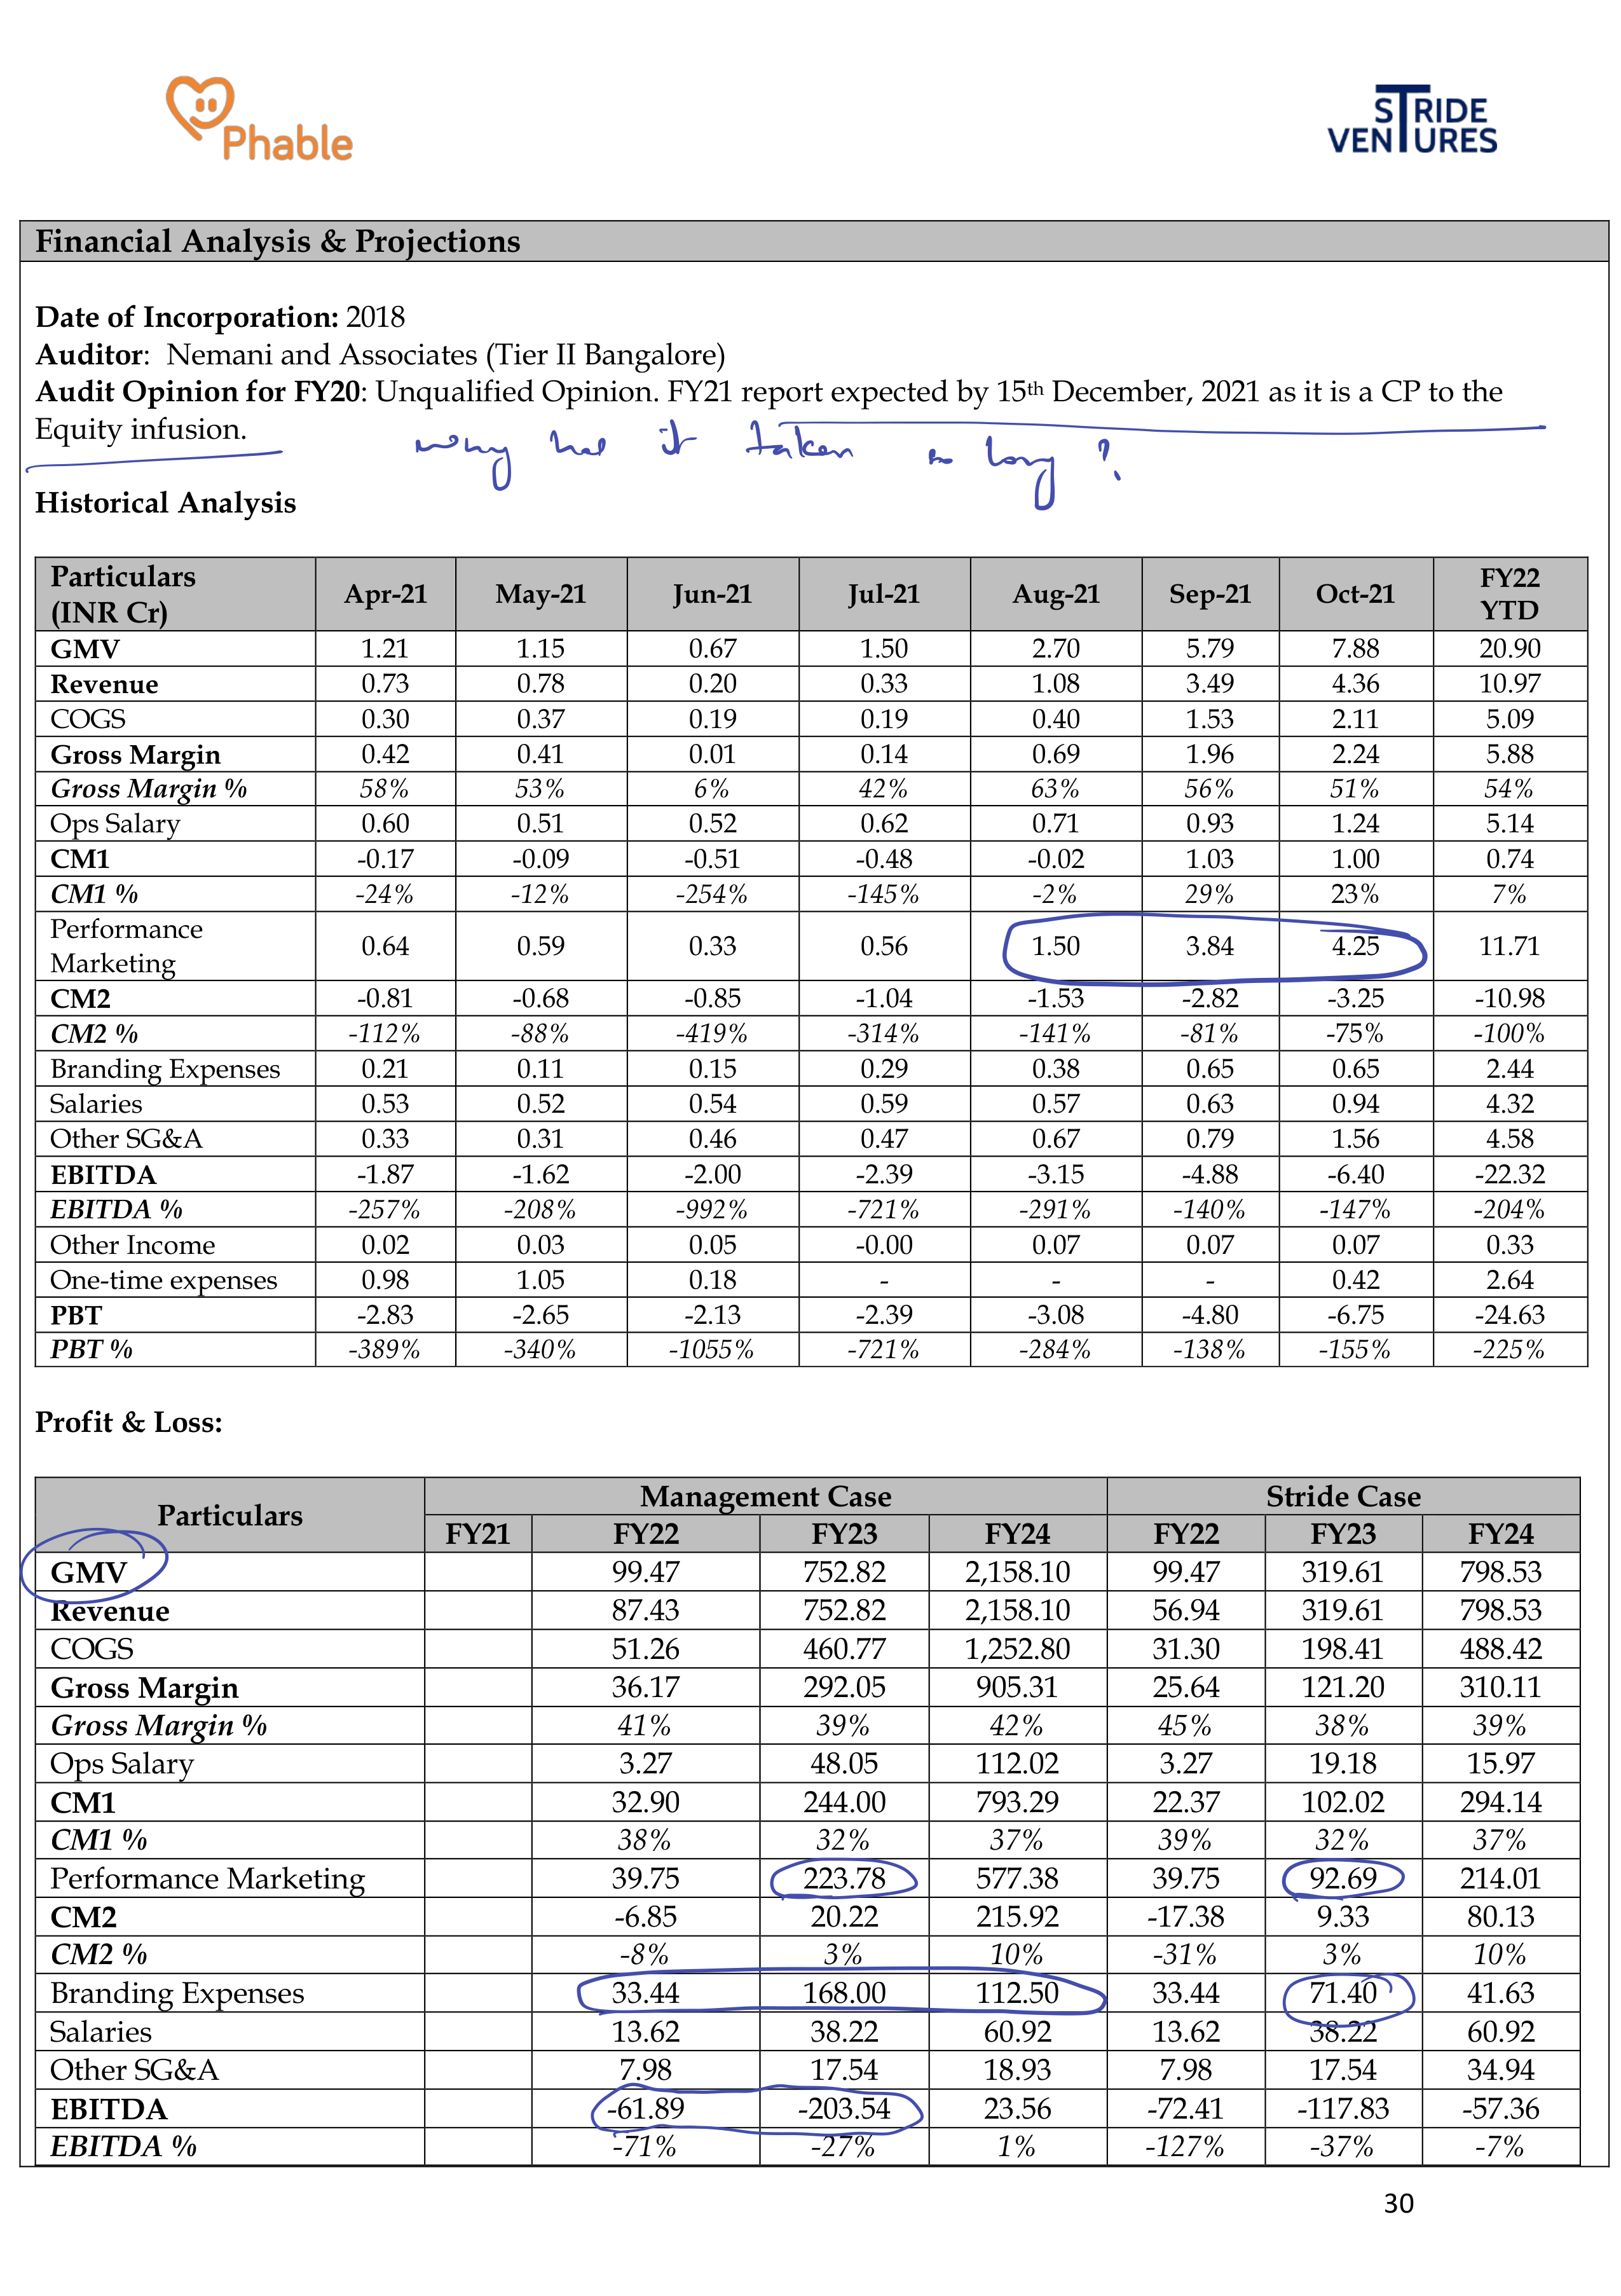 Phable
STRIDE
VENTURES
Financial Analysis & Projections
Date of Incorporation: 2018
Auditor: Nemani and Associates (Tier II Bangalore)
Audit Opinion for FY20: Unqualified Opinion. FY21 report expected by 15th December, 2021 as it is a CP to the
Equity infusion.
why has it taken so long ?
Historical Analysis
Particulars (INR Cr) Apr-21 May-21 Jun-21 Jul-21 Aug-21 Sep-21 Oct-21 FY22 YTD
GMV 1.21 1.15 0.67 1.50 2.70 5.79 7.88 20.90
Revenue 0.73 0.78 0.20 0.33 1.08 3.49 4.36 10.97
COGS 0.30 0.37 0.19 0.19 0.40 1.53 2.11 5.09
Gross Margin 0.42 0.41 0.01 0.14 0.69 1.96 2.24 5.88
Gross Margin % 58% 53% 6% 42% 63% 56% 51% 54%
Ops Salary 0.60 0.51 0.52 0.62 0.71 0.93 1.24 5.14
CM1 -0.17 -0.09 -0.51 -0.48 -0.02 1.03 1.00 0.74
CM1 % -24% -12% -254% -145% -2% 29% 23% 7%
Performance Marketing 0.64 0.59 0.33 0.56 1.50 3.84 4.25 11.71
CM2 -0.81 -0.68 -0.85 -1.04 -1.53 -2.82 -3.25 -10.98
CM2 % -112% -88% -419% -314% -141% -81% -75% -100%
Branding Expenses 0.21 0.11 0.15 0.29 0.38 0.65 0.65 2.44
Salaries 0.53 0.52 0.54 0.59 0.57 0.63 0.94 4.32
Other SG&A 0.33 0.31 0.46 0.47 0.67 0.79 1.56 4.58
EBITDA -1.87 -1.62 -2.00 -2.39 -3.15 -4.88 -6.40 -22.32
EBITDA % -257% -208% -992% -721% -291% -140% -147% -204%
Other Income 0.02 0.03 0.05 -0.00 0.07 0.07 0.07 0.33
One-time expenses 0.98 1.05 0.18 - - - 0.42 2.64
PBT -2.83 -2.65 -2.13 -2.39 -3.08 -4.80 -6.75 -24.63
PBT % -389% -340% -1055% -721% -284% -138% -155% -225%
Profit & Loss:
Particulars Management Case Stride Case
FY21 FY22 FY23 FY24 FY22 FY23 FY24
GMV 99.47 752.82 2,158.10 99.47 319.61 798.53
Revenue 87.43 752.82 2,158.10 56.94 319.61 798.53
COGS 51.26 460.77 1,252.80 31.30 198.41 488.42
Gross Margin 36.17 292.05 905.31 25.64 121.20 310.11
Gross Margin % 41% 39% 42% 45% 38% 39%
Ops Salary 3.27 48.05 112.02 3.27 19.18 15.97
CM1 32.90 244.00 793.29 22.37 102.02 294.14
CM1 % 38% 32% 37% 39% 32% 37%
Performance Marketing 39.75 223.78 577.38 39.75 92.69 214.01
CM2 -6.85 20.22 215.92 -17.38 9.33 80.13
CM2 % -8% 3% 10% -31% 3% 10%
Branding Expenses 33.44 168.00 112.50 33.44 71.40 41.63
Salaries 13.62 38.22 60.92 13.62 38.22 60.92
Other SG&A 7.98 17.54 18.93 7.98 17.54 34.94
EBITDA -61.89 -203.54 23.56 -72.41 -117.83 -57.36
EBITDA % -71% -27% 1% -127% -37% -7%
30